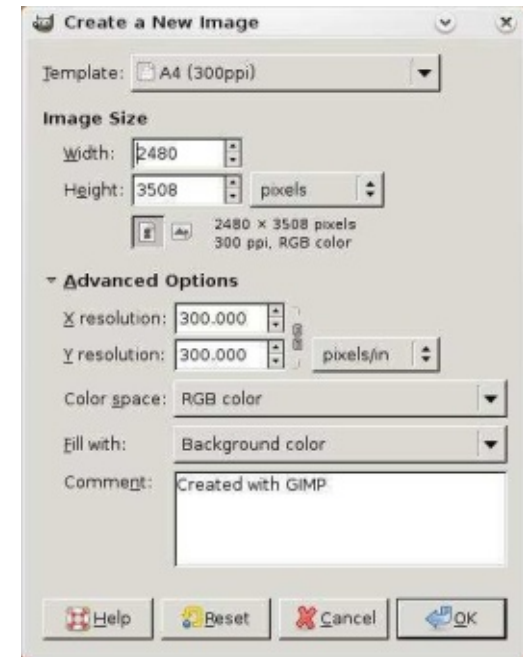 Create a New Image
Template: A4 (300ppi)
Image Size
Width: 2480
Height: 3508 pixels
2480 × 3508 pixels
300 ppi, RGB color
Advanced Options
X resolution: 300.000
Y resolution: 300.000 pixels/in
Color space: RGB color
Fill with: Background color
Comment: Created with GIMP
Help Reset Cancel OK